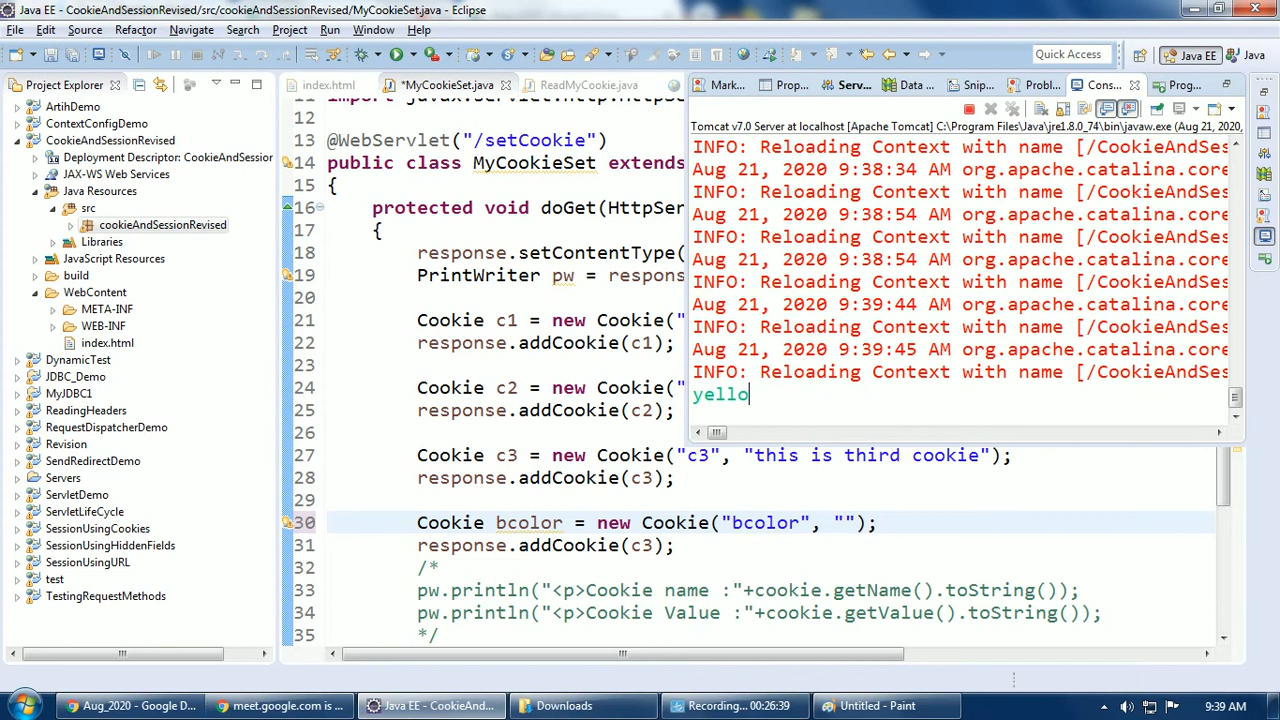 Java EE - CookieAndSessionRevised/src/cookieAndSessionRevised/MyCookieSet.java - Eclipse
File Edit Source Refactor Navigate Search Project Run Window Help
Quick Access
Java EE
Java
Project Explorer
ArtihDemo
ContextConfigDemo
CookieAndSessionRevised
Deployment Descriptor: CookieAndSession
JAX-WS Web Services
Java Resources
src
cookieAndSessionRevised
Libraries
JavaScript Resources
build
WebContent
META-INF
WEB-INF
index.html
DynamicTest
JDBC_Demo
MyJDBC1
ReadingHeaders
RequestDispatcherDemo
Revision
SendRedirectDemo
Servers
ServletDemo
ServletLifeCycle
SessionUsingCookies
SessionUsingHiddenFields
SessionUsingURL
test
TestingRequestMethods
index.html *MyCookieSet.java ReadMyCookie.java
11 import javax.servlet.http.HttpSer
12
13 @WebServlet("/setCookie")
14 public class MyCookieSet extends
15 {
16 protected void doGet(HttpSer
17 {
18 response.setContentType(
19 PrintWriter pw = respons
20
21 Cookie c1 = new Cookie("
22 response.addCookie(c1);
23
24 Cookie c2 = new Cookie("
25 response.addCookie(c2);
26
27 Cookie c3 = new Cookie("c3", "this is third cookie");
28 response.addCookie(c3);
29
30 Cookie bcolor = new Cookie("bcolor", "");
31 response.addCookie(c3);
32 /*
33 pw.println("<p>Cookie name :"+cookie.getName().toString());
34 pw.println("<p>Cookie Value :"+cookie.getValue().toString());
35 */
Mark... Prop... Serv... Data ... Snip... Probl... Cons... Prog...
Tomcat v7.0 Server at localhost [Apache Tomcat] C:\Program Files\Java\jre1.8.0_74\bin\javaw.exe (Aug 21, 2020,
INFO: Reloading Context with name [/CookieAndSes
Aug 21, 2020 9:38:34 AM org.apache.catalina.core
INFO: Reloading Context with name [/CookieAndSes
Aug 21, 2020 9:38:54 AM org.apache.catalina.core
INFO: Reloading Context with name [/CookieAndSes
Aug 21, 2020 9:38:54 AM org.apache.catalina.core
INFO: Reloading Context with name [/CookieAndSes
Aug 21, 2020 9:39:44 AM org.apache.catalina.core
INFO: Reloading Context with name [/CookieAndSes
Aug 21, 2020 9:39:45 AM org.apache.catalina.core
INFO: Reloading Context with name [/CookieAndSes
yello
Aug_2020 - Google D... meet.google.com is ... Java EE - CookieAnd... Downloads Recording... 00:26:39 Untitled - Paint 9:39 AM